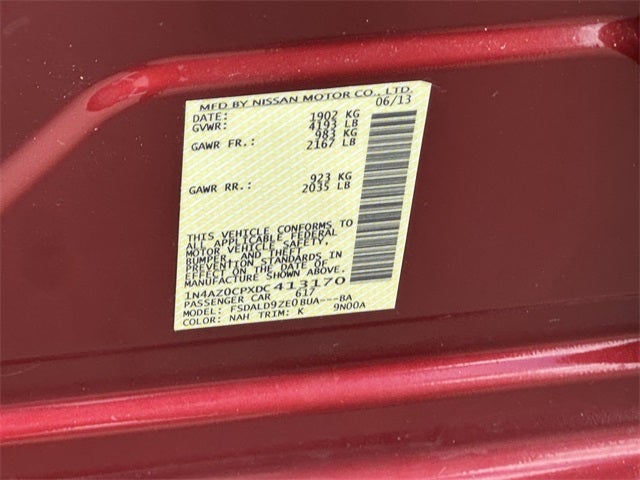 MFD BY NISSAN MOTOR CO., LTD.
DATE: 06/13
GVWR: 1902 KG
4193 LB
GAWR FR.: 983 KG
2167 LB
GAWR RR.: 923 KG
2035 LB
THIS VEHICLE CONFORMS TO
ALL APPLICABLE FEDERAL
MOTOR VEHICLE SAFETY,
BUMPER, AND THEFT
PREVENTION STANDARDS IN
EFFECT ON THE DATE OF
MANUFACTURE SHOWN ABOVE.
1N4AZ0CPXDC413170
PASSENGER CAR 617
MODEL: FSDALD9ZE0BUA---BA
COLOR: NAH TRIM: K 9N00A